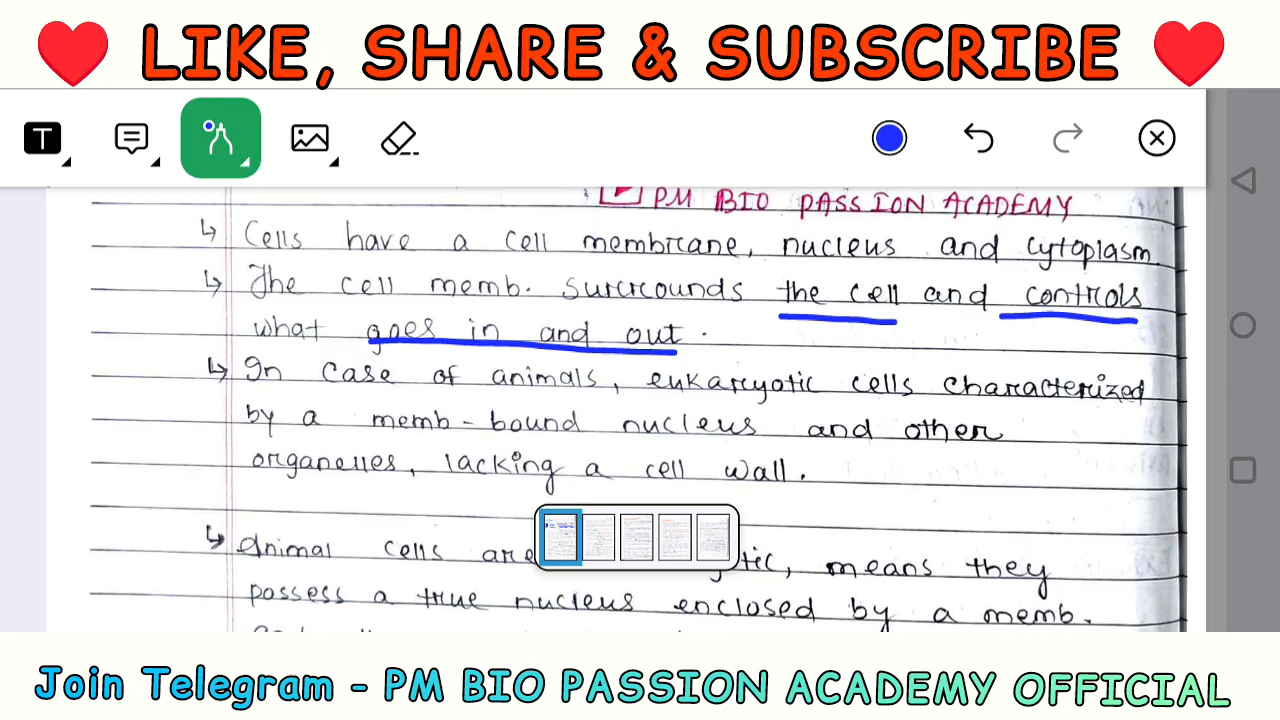 LIKE, SHARE & SUBSCRIBE
T
PM BIO PASSION ACADEMY
↳ Cells have a cell membrane, nucleus and cytoplasm.
↳ The cell memb. surrounds the cell and controls
what goes in and out.
↳ In case of animals, eukaryotic cells characterized
by a memb-bound nucleus and other
organelles, lacking a cell wall.
↳ Animal cells are tic, means they
possess a true nucleus enclosed by a memb.
Join Telegram - PM BIO PASSION ACADEMY OFFICIAL